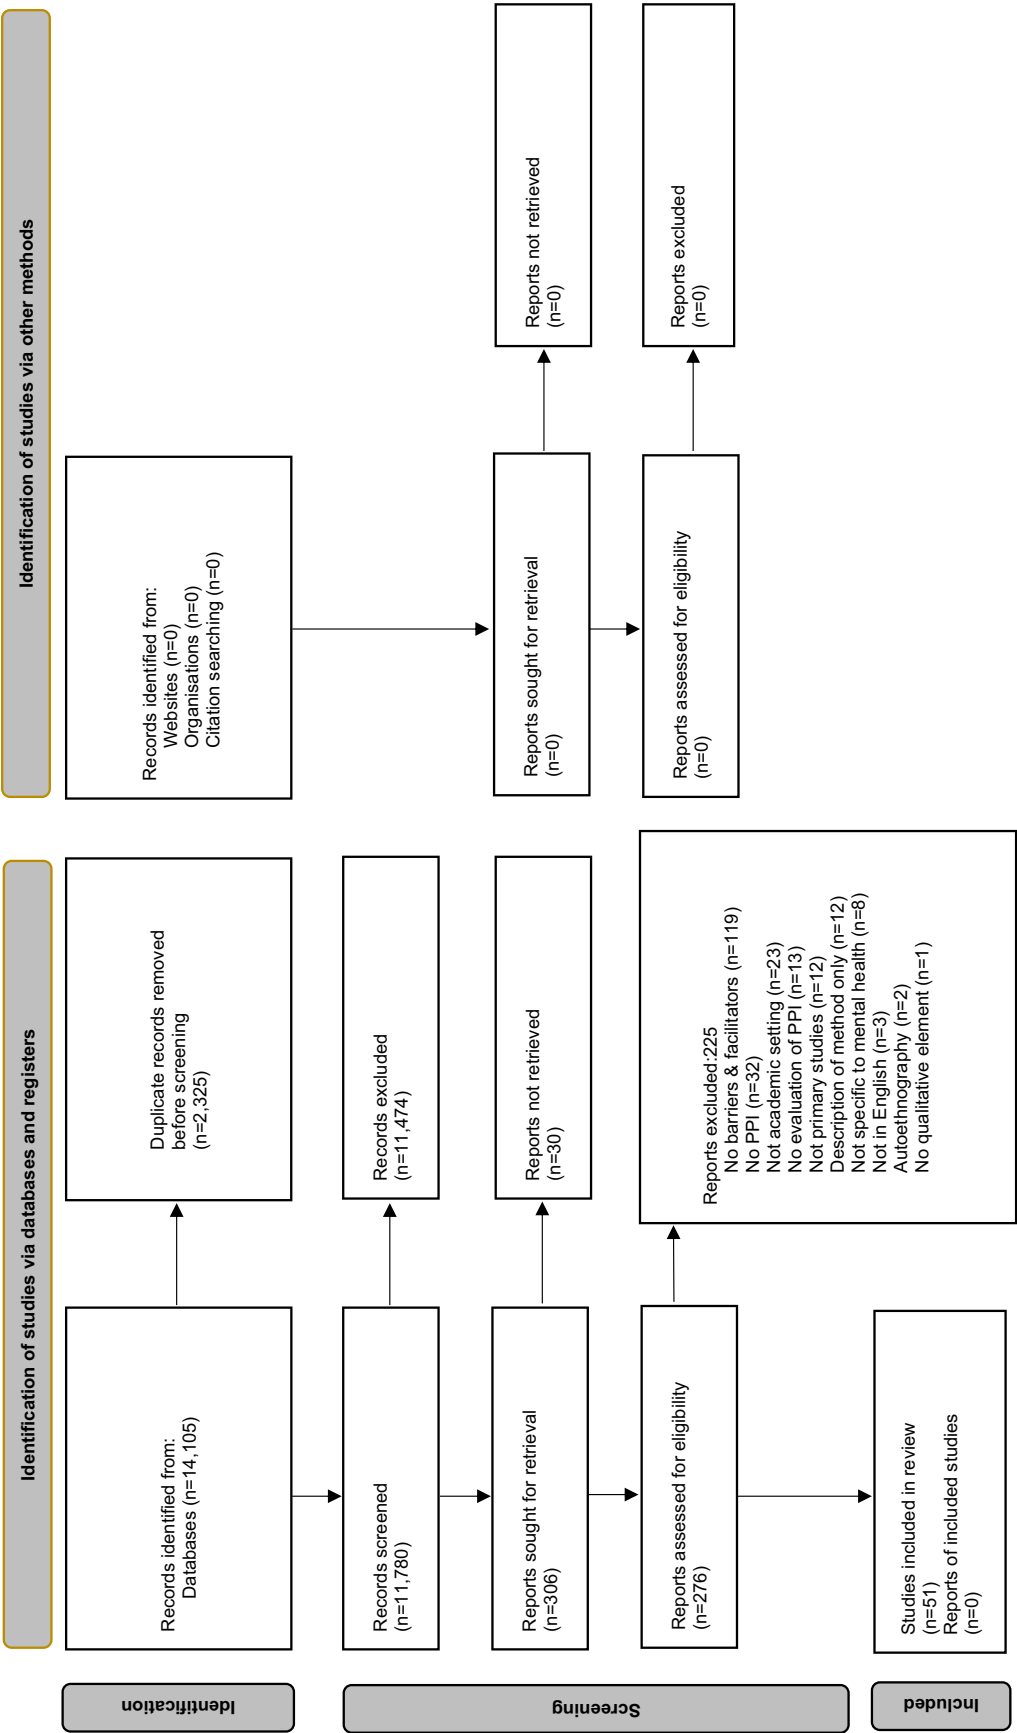 Identification of studies via databases and registers
Identification of studies via other methods
Identification
Records identified from:
Databases (n=14,105)
Duplicate records removed
before screening
(n=2,325)
Records identified from:
Websites (n=0)
Organisations (n=0)
Citation searching (n=0)
Screening
Records screened
(n=11,780)
Records excluded
(n=11,474)
Reports sought for retrieval
(n=306)
Reports not retrieved
(n=30)
Reports sought for retrieval
(n=0)
Reports not retrieved
(n=0)
Reports assessed for eligibility
(n=276)
Reports excluded:225
No barriers & facilitators (n=119)
No PPI (n=32)
Not academic setting (n=23)
No evaluation of PPI (n=13)
Not primary studies (n=12)
Description of method only (n=12)
Not specific to mental health (n=8)
Not in English (n=3)
Autoethnography (n=2)
No qualitative element (n=1)
Reports assessed for eligibility
(n=0)
Reports excluded
(n=0)
Included
Studies included in review
(n=51)
Reports of included studies
(n=0)